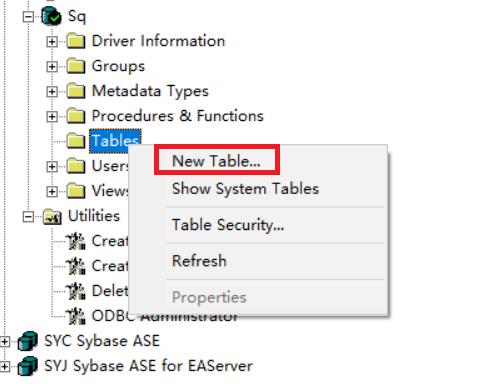 Sq
Driver Information
Groups
Metadata Types
Procedures & Functions
Tables
New Table...
Users
Show System Tables
Views
Utilities
Table Security...
Creat
Creat
Refresh
Delet
Properties
ODBC Administrator
SYC Sybase ASE
SYJ Sybase ASE for EAServer